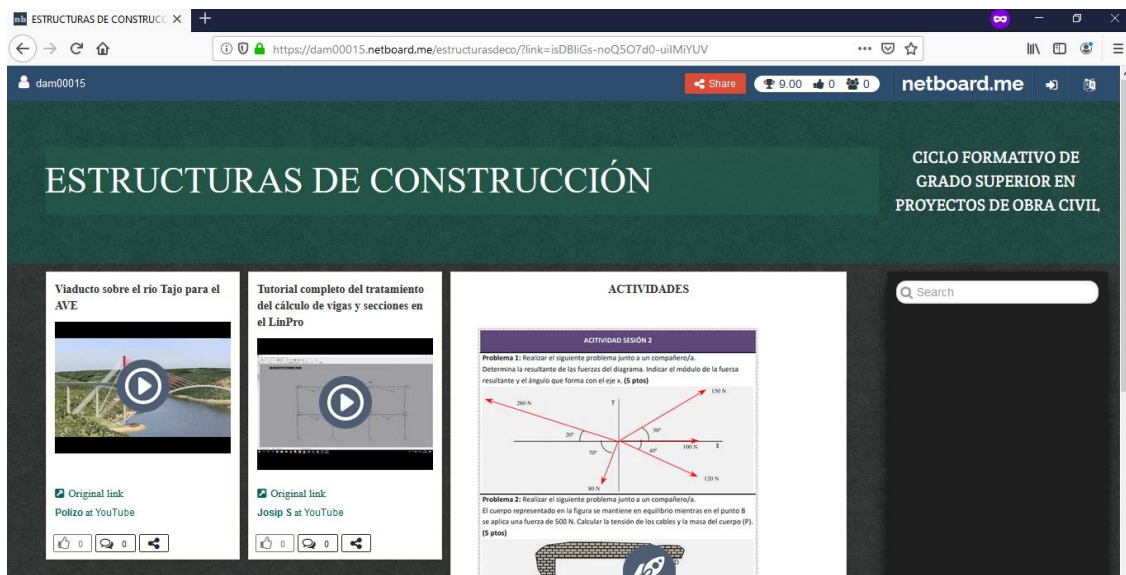 nb ESTRUCTURAS DE CONSTRUCC
https://dam00015.netboard.me/estructurasdeco/?link=isDBliGs-noQ5O7d0-uiIMiYUV
dam00015
Share
9.00 0 0
netboard.me
ESTRUCTURAS DE CONSTRUCCIÓN
CICLO FORMATIVO DE
GRADO SUPERIOR EN
PROYECTOS DE OBRA CIVIL
Viaducto sobre el río Tajo para el
AVE
Original link
Polizo at YouTube
0 0
Tutorial completo del tratamiento
del cálculo de vigas y secciones en
el LinPro
Original link
Josip S at YouTube
0 0
ACTIVIDADES
ACITIVIDAD SESIÓN 2
Problema 1: Realizar el siguiente problema junto a un compañero/a.
Determina la resultante de las fuerzas del diagrama. Indicar el módulo de la fuerza
resultante y el ángulo que forma con el eje x. (5 ptos)
260 N
y
150 N
20°
50°
100 N
x
70°
40°
80 N
120 N
Problema 2: Realizar el siguiente problema junto a un compañero/a.
El cuerpo representado en la figura se mantiene en equilibrio mientras en el punto B
se aplica una fuerza de 500 N. Calcular la tensión de los cables y la masa del cuerpo (P).
(5 ptos)
Search